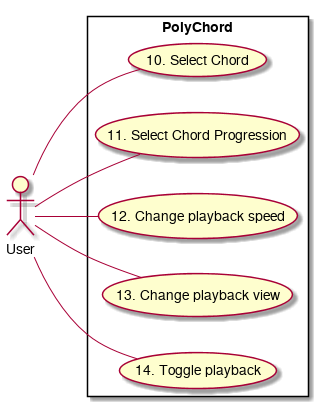 PolyChord
10. Select Chord
11. Select Chord Progression
12. Change playback speed
User
13. Change playback view
14. Toggle playback